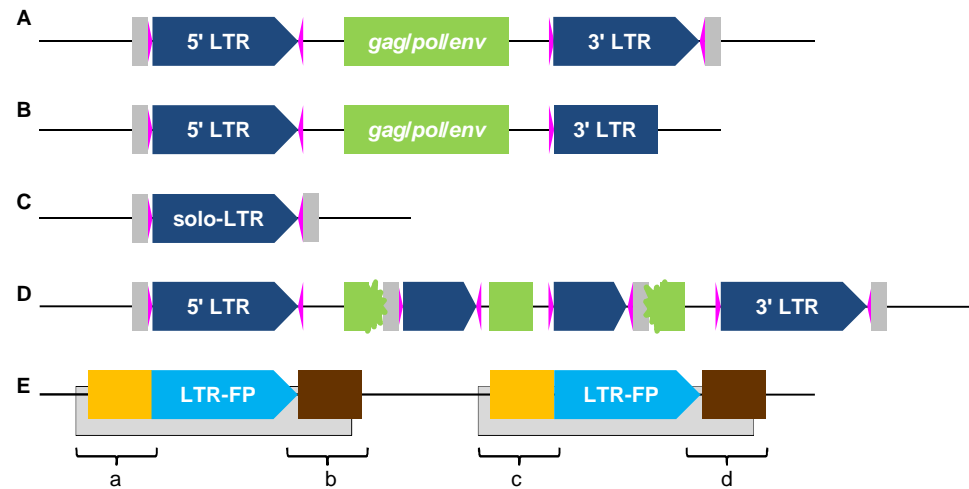 A 5' LTR gag/pol/env 3' LTR
B 5' LTR gag/pol/env 3' LTR
C solo-LTR
D 5' LTR 3' LTR
E LTR-FP LTR-FP
a b c d